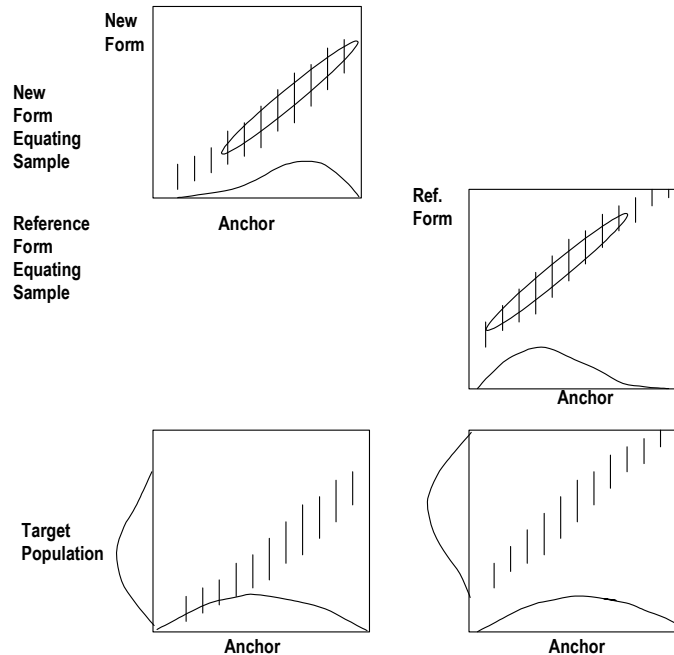 New
Form
New
Form
Equating
Sample
Anchor
Ref.
Form
Reference
Form
Equating
Sample
Anchor
Target
Population
Anchor
Anchor